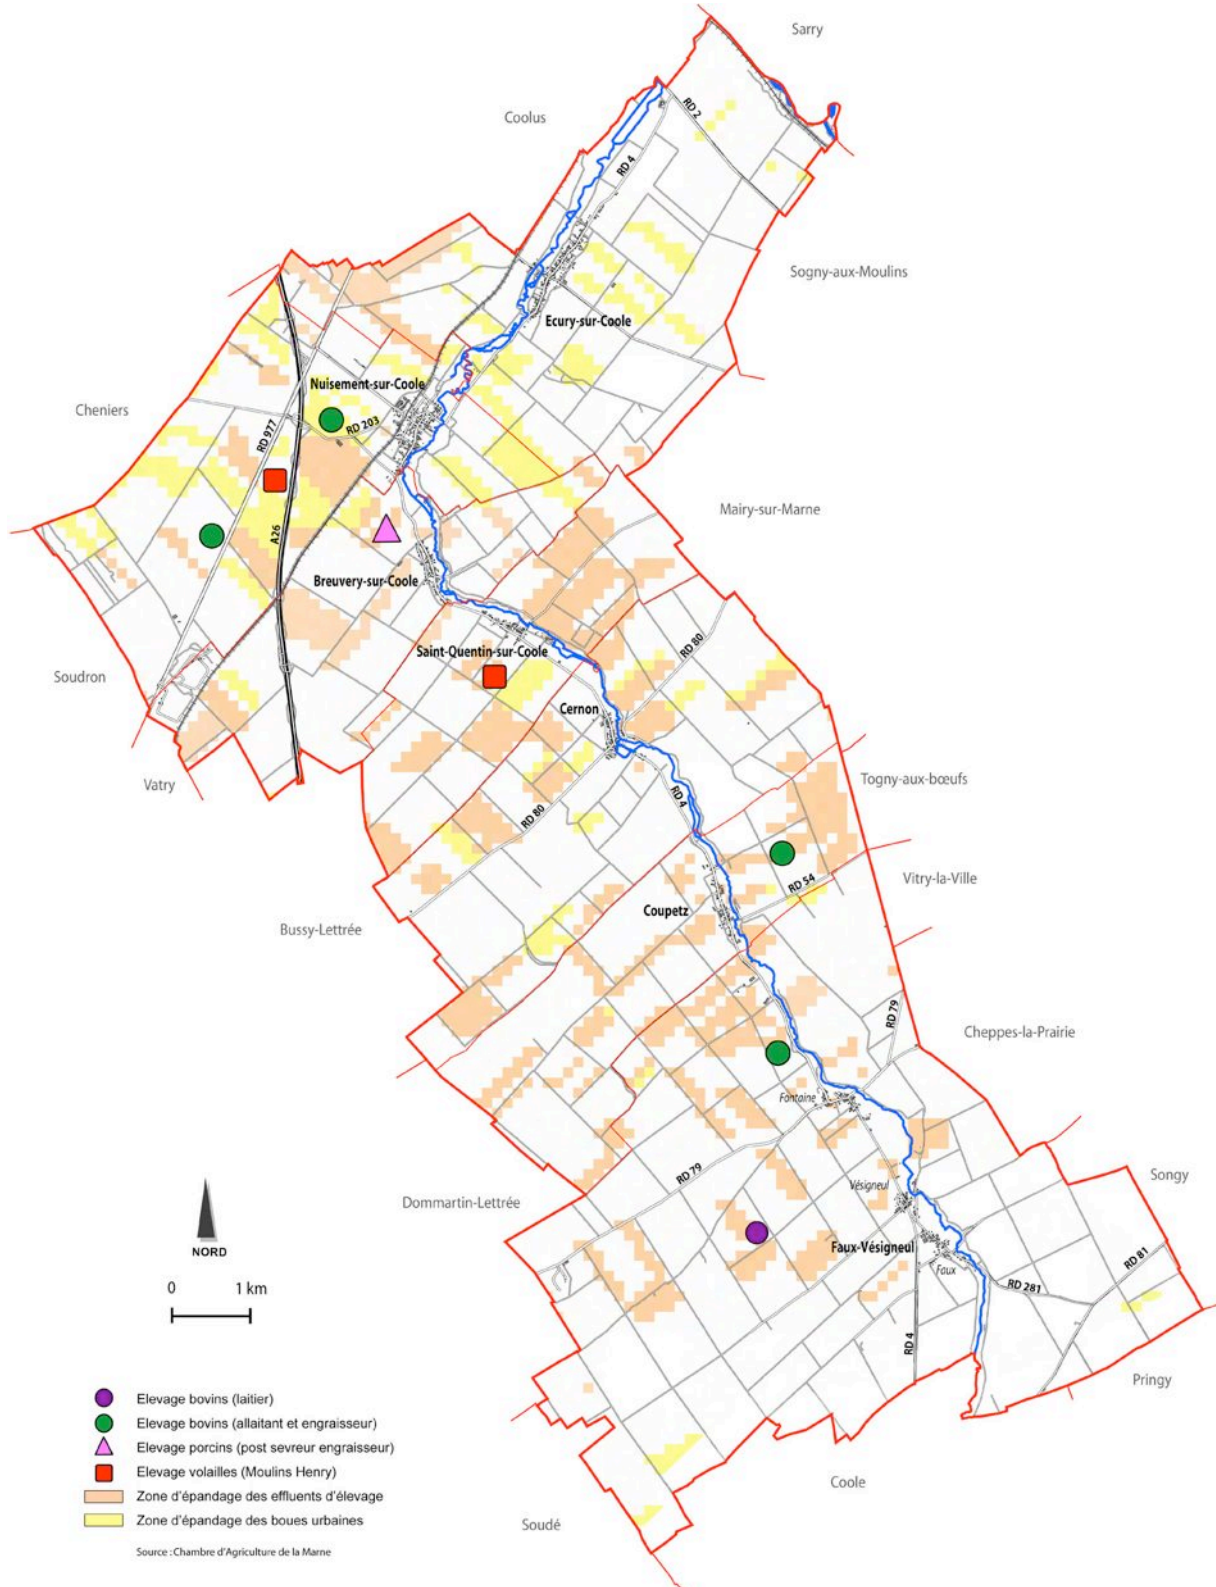 Sarry
Coolus
RD 2
RD 4
Sogny-aux-Moulins
Ecury-sur-Coole
Nuisement-sur-Coole
Cheniers
RD 977
RD 203
Mairy-sur-Marne
A26
Breuvery-sur-Coole
RD 80
Saint-Quentin-sur-Coole
Soudron
Cernon
Vatry
Togny-aux-bœufs
RD 4
RD 80
Vitry-la-Ville
RD 54
Coupetz
Bussy-Lettrée
RD 79
Cheppes-la-Prairie
Fontaine
RD 79
Songy
Vésigneul
Dommartin-Lettrée
NORD
Faux-Vésigneul
RD 81
Faux
RD 281
0 1 km
RD 4
Pringy
Elevage bovins (laitier)
Elevage bovins (allaitant et engraisseur)
Elevage porcins (post sevreur engraisseur)
Elevage volailles (Moulins Henry)
Coole
Zone d'épandage des effluents d'élevage
Zone d'épandage des boues urbaines
Soudé
Source : Chambre d'Agriculture de la Marne